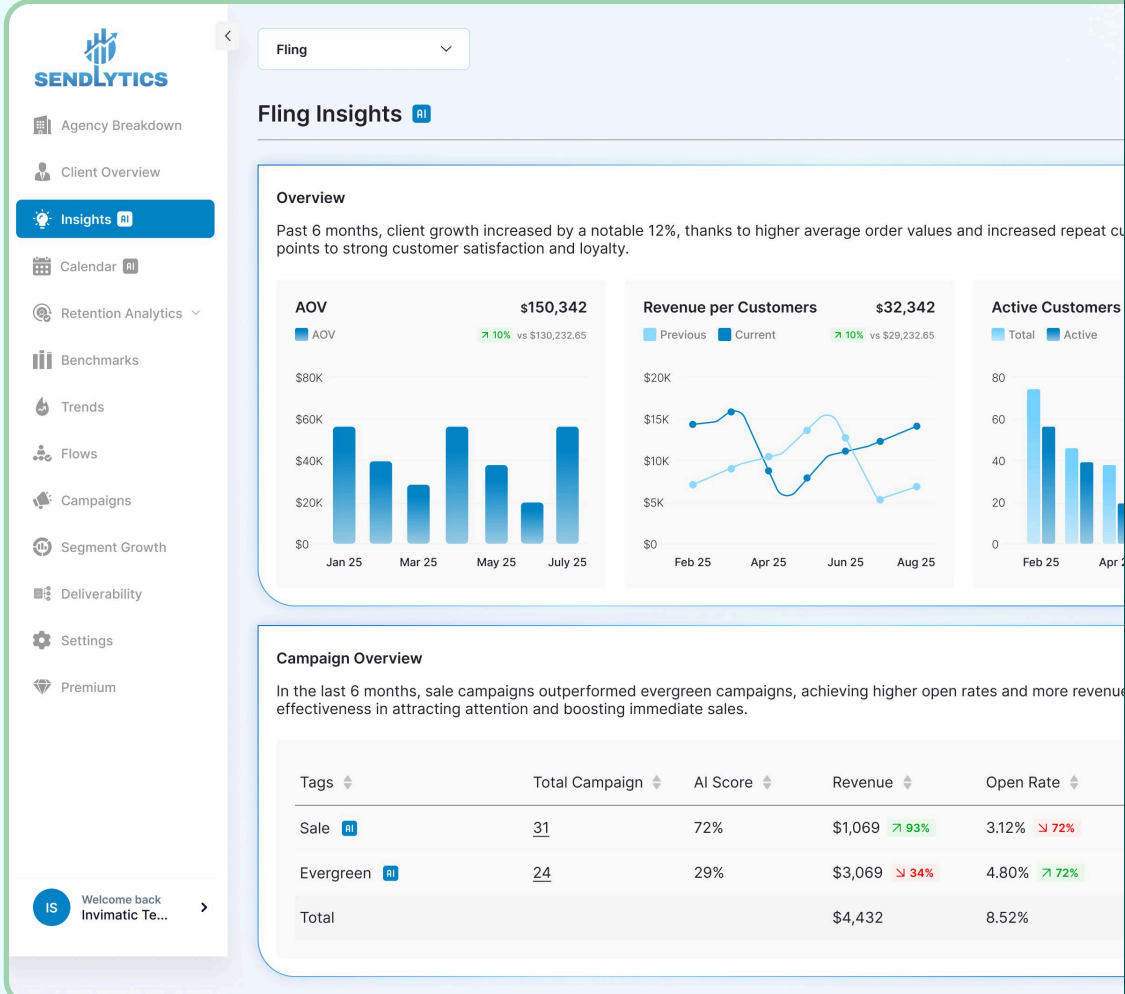 SENDLYTICS
Agency Breakdown
Client Overview
Insights AI
Calendar AI
Retention Analytics
Benchmarks
Trends
Flows
Campaigns
Segment Growth
Deliverability
Settings
Premium
IS
Welcome back
Invimatic Te...
Fling
Fling Insights AI
Overview
Past 6 months, client growth increased by a notable 12%, thanks to higher average order values and increased repeat
points to strong customer satisfaction and loyalty.
AOV $150,342
AOV 10% vs $130,232.65
$80K
$60K
$40K
$20K
$0
Jan 25 Mar 25 May 25 July 25
Revenue per Customers $32,342
Previous Current 10% vs $29,232.65
$20K
$15K
$10K
$5K
$0
Feb 25 Apr 25 Jun 25 Aug 25
Active Customers
Total Active
80
60
40
20
0
Feb 25 Apr
Campaign Overview
In the last 6 months, sale campaigns outperformed evergreen campaigns, achieving higher open rates and more revenue
effectiveness in attracting attention and boosting immediate sales.
Tags Total Campaign AI Score Revenue Open Rate
Sale AI 31 72% $1,069 93% 3.12% 72%
Evergreen AI 24 29% $3,069 34% 4.80% 72%
Total $4,432 8.52%